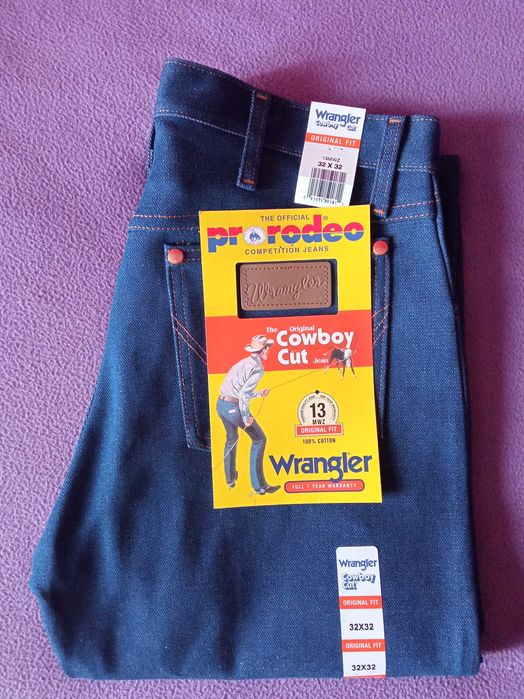 Wrangler
Cowboy Cut
ORIGINAL FIT
13MWZ
32 X 32
THE OFFICIAL
prorodeo®
COMPETITION JEANS
Wrangler
The Original
Cowboy
Cut Jean
13
MWZ
ORIGINAL FIT
100% COTTON
Wrangler
FULL 1 YEAR WARRANTY
Wrangler
Cowboy
Cut
ORIGINAL FIT
32X32
ORIGINAL FIT
32X32